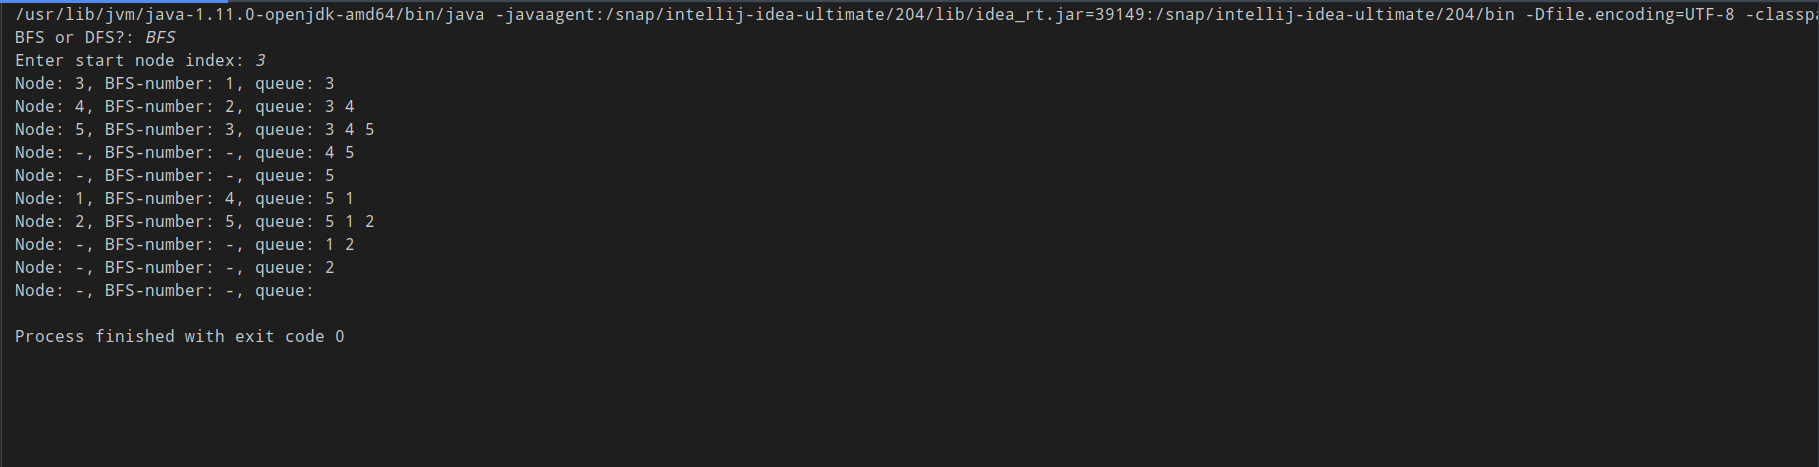 /usr/lib/jvm/java-1.11.0-openjdk-amd64/bin/java -javaagent:/snap/intellij-idea-ultimate/204/lib/idea_rt.jar=39149:/snap/intellij-idea-ultimate/204/bin -Dfile.encoding=UTF-8 -classpa
BFS or DFS?: BFS
Enter start node index: 3
Node: 3, BFS-number: 1, queue: 3
Node: 4, BFS-number: 2, queue: 3 4
Node: 5, BFS-number: 3, queue: 3 4 5
Node: -, BFS-number: -, queue: 4 5
Node: -, BFS-number: -, queue: 5
Node: 1, BFS-number: 4, queue: 5 1
Node: 2, BFS-number: 5, queue: 5 1 2
Node: -, BFS-number: -, queue: 1 2
Node: -, BFS-number: -, queue: 2
Node: -, BFS-number: -, queue:
Process finished with exit code 0